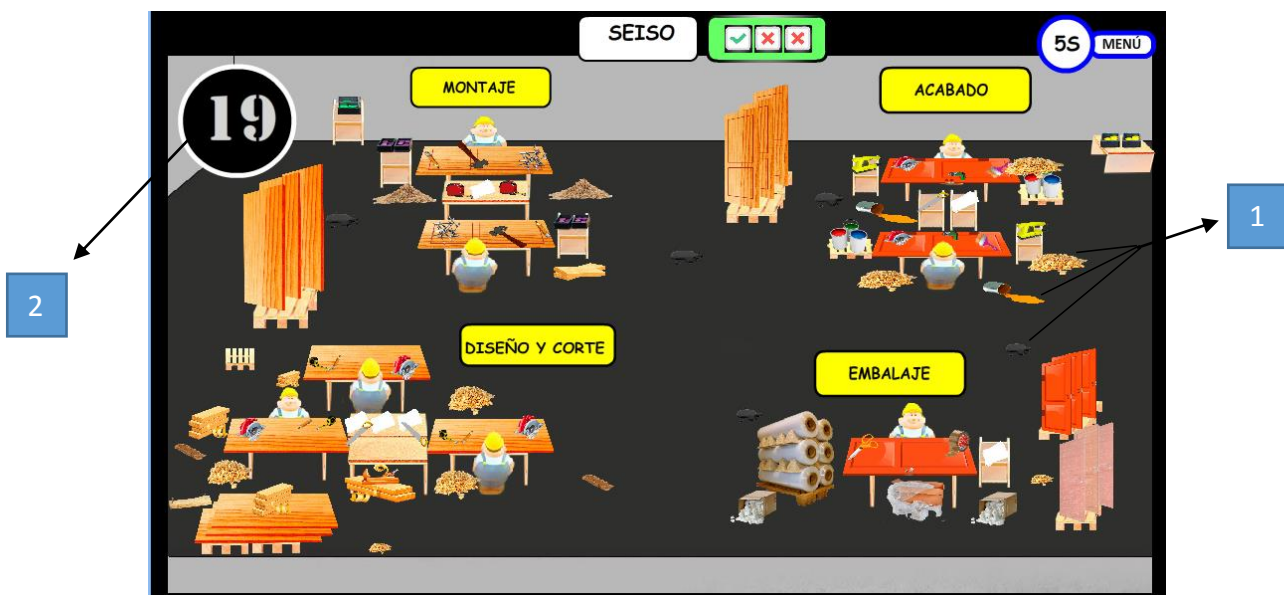 SEISO
5S MENÚ
19
MONTAJE
ACABADO
1
2
DISEÑO Y CORTE
EMBALAJE